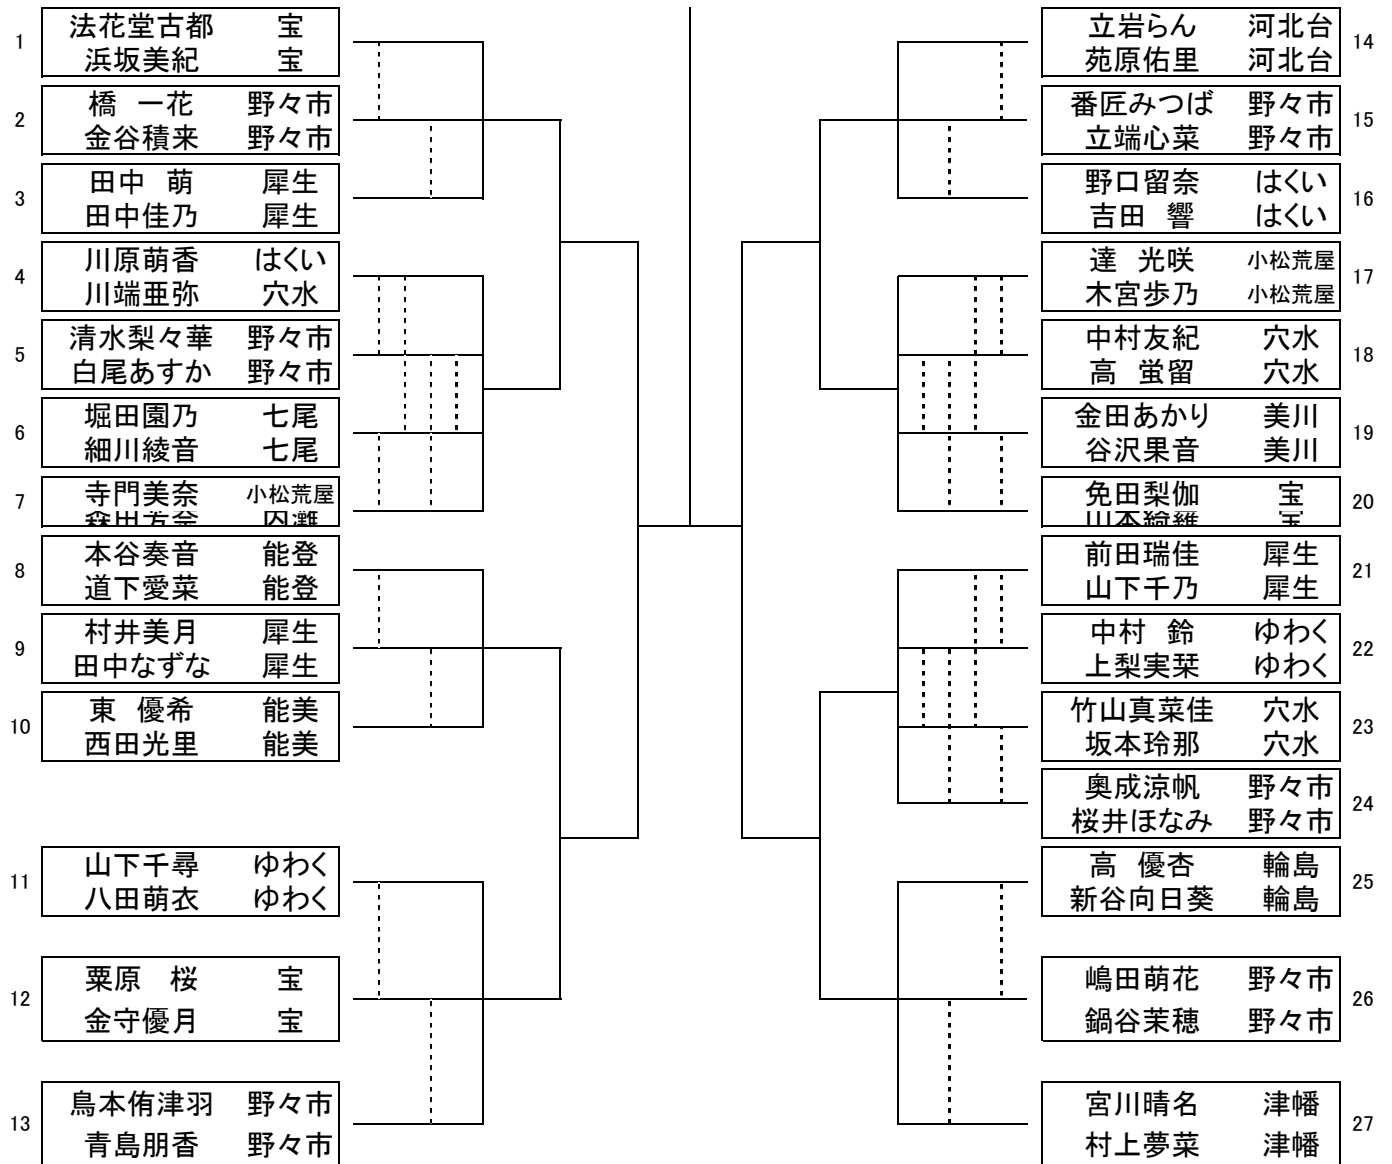 1 法花堂古都 宝
浜坂美紀 宝
2 橋 一花 野々市
金谷積来 野々市
3 田中 萌 犀生
田中佳乃 犀生
4 川原萌香 はくい
川端亜弥 穴水
5 清水梨々華 野々市
白尾あすか 野々市
6 堀田園乃 七尾
細川綾音 七尾
7 寺門美奈 小松荒屋
森田芳奈 内灘
8 本谷奏音 能登
道下愛菜 能登
9 村井美月 犀生
田中なずな 犀生
10 東 優希 能美
西田光里 能美
11 山下千尋 ゆわく
八田萌衣 ゆわく
12 粟原 桜 宝
金守優月 宝
13 鳥本侑津羽 野々市
青島朋香 野々市
立岩らん 河北台 14
苑原佑里 河北台
番匠みつば 野々市 15
立端心菜 野々市
野口留奈 はくい 16
吉田 響 はくい
達 光咲 小松荒屋 17
木宮歩乃 小松荒屋
中村友紀 穴水 18
高 蛍留 穴水
金田あかり 美川 19
谷沢果音 美川
免田梨伽 宝 20
山本綺羅 宝
前田瑞佳 犀生 21
山下千乃 犀生
中村 鈴 ゆわく 22
上梨実栞 ゆわく
竹山真菜佳 穴水 23
坂本玲那 穴水
奥成涼帆 野々市 24
桜井ほなみ 野々市
高 優杏 輪島 25
新谷向日葵 輪島
嶋田萌花 野々市 26
鍋谷茉穂 野々市
宮川晴名 津幡 27
村上夢菜 津幡